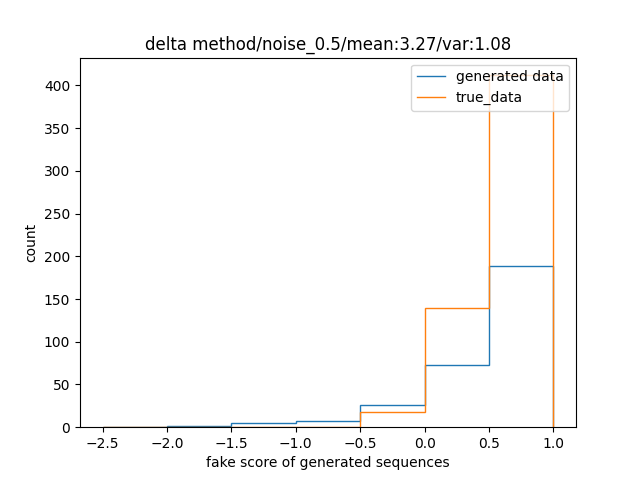 delta method/noise_0.5/mean:3.27/var:1.08
generated data
true_data
400
350
300
250
200
150
100
50
0
count
−2.5 −2.0 −1.5 −1.0 −0.5 0.0 0.5 1.0
fake score of generated sequences